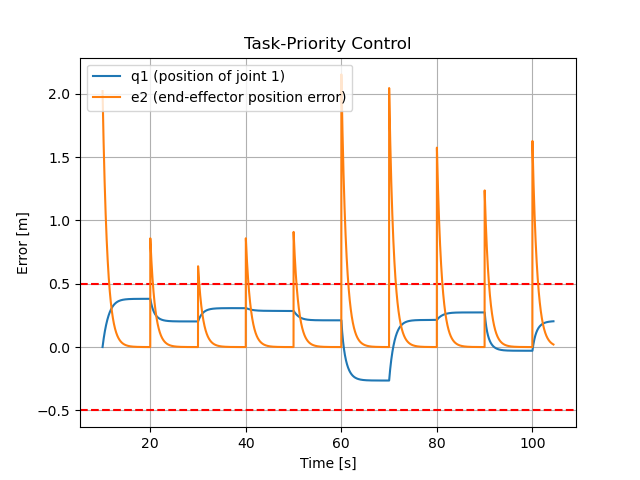 Task-Priority Control
q1 (position of joint 1)
e2 (end-effector position error)
Error [m]
2.0
1.5
1.0
0.5
0.0
−0.5
20
40
60
80
100
Time [s]